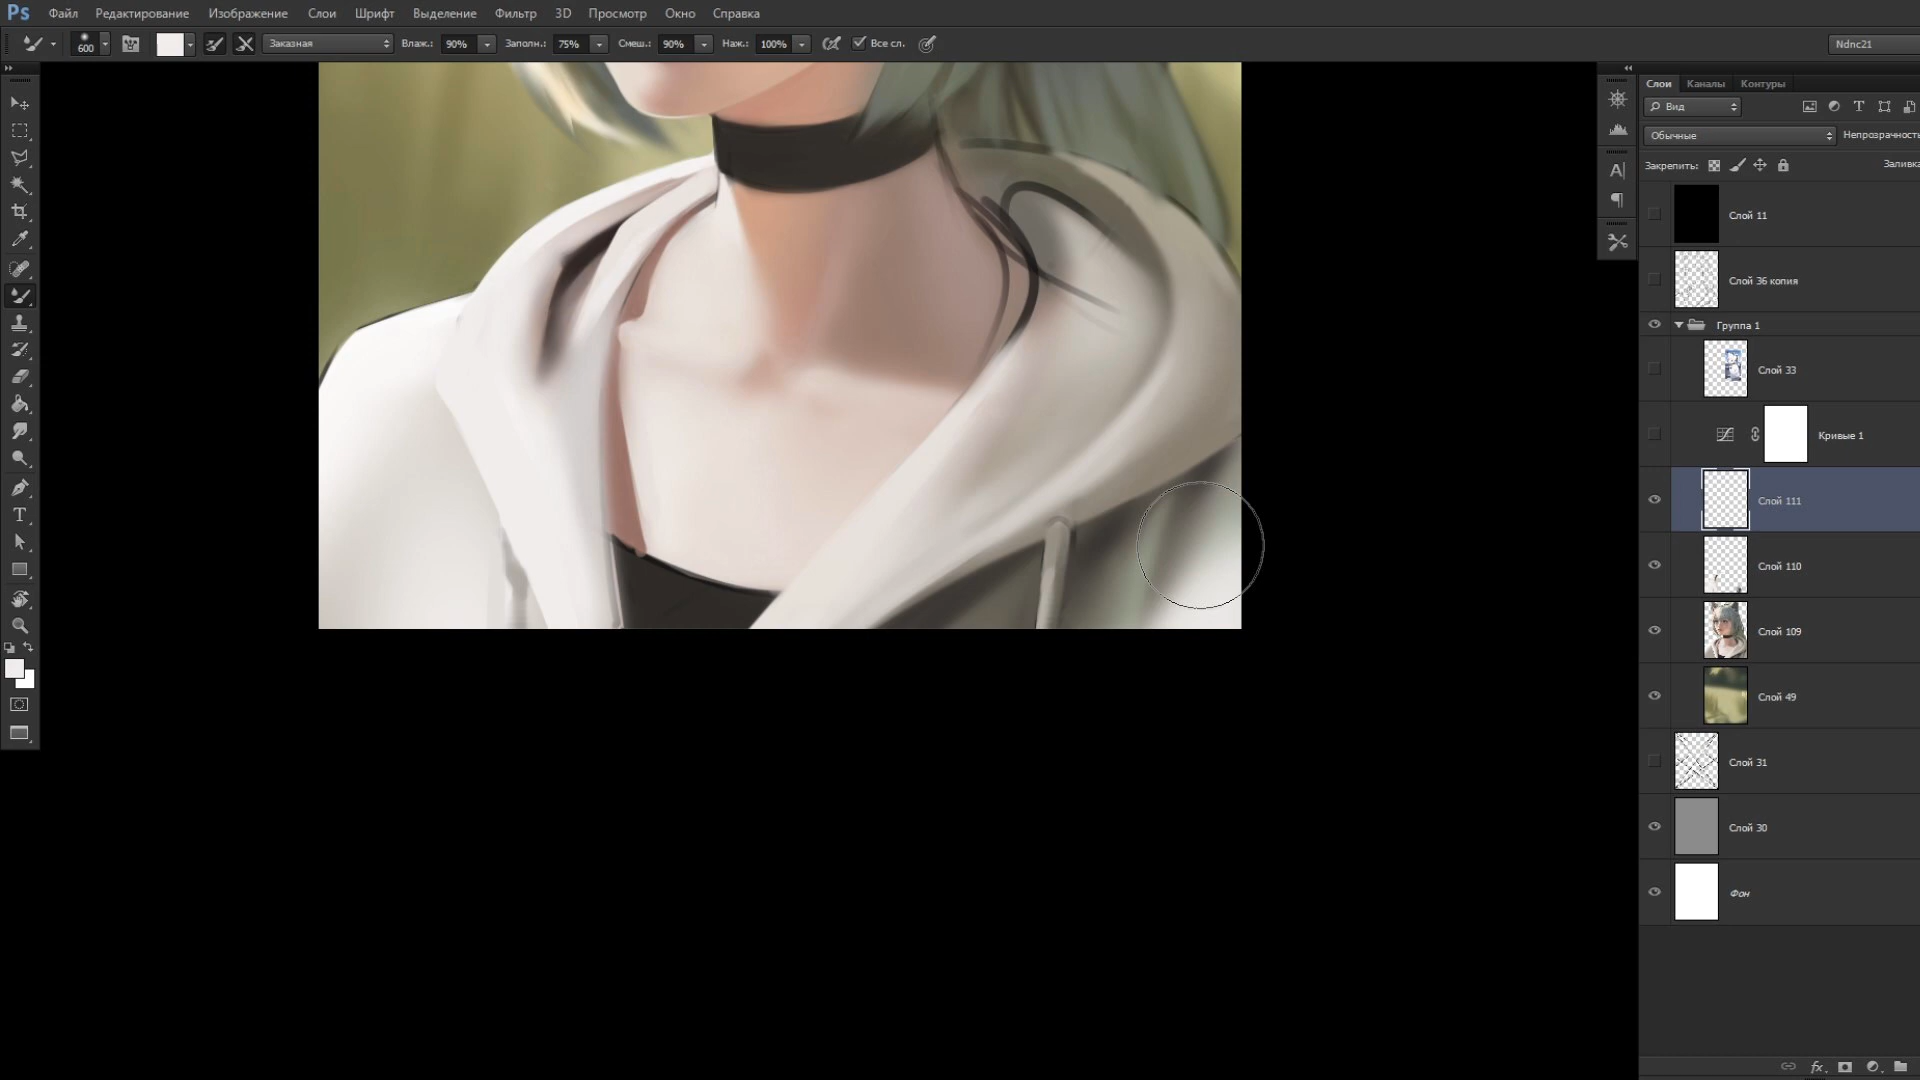 Ps Файл Редактирование Изображение Слои Шрифт Выделение Фильтр 3D Просмотр Окно Справка
600 Заказная Влаж.: 90% Заполн.: 75% Смеш.: 90% Наж.: 100% Все сл. Ndnc21
Слои Каналы Контуры
Вид
Обычные Непрозрачность
Закрепить: Заливка
Слой 11
Слой 36 копия
Группа 1
Слой 33
Кривые 1
Слой 111
Слой 110
Слой 109
Слой 49
Слой 31
Слой 30
Фон
fx